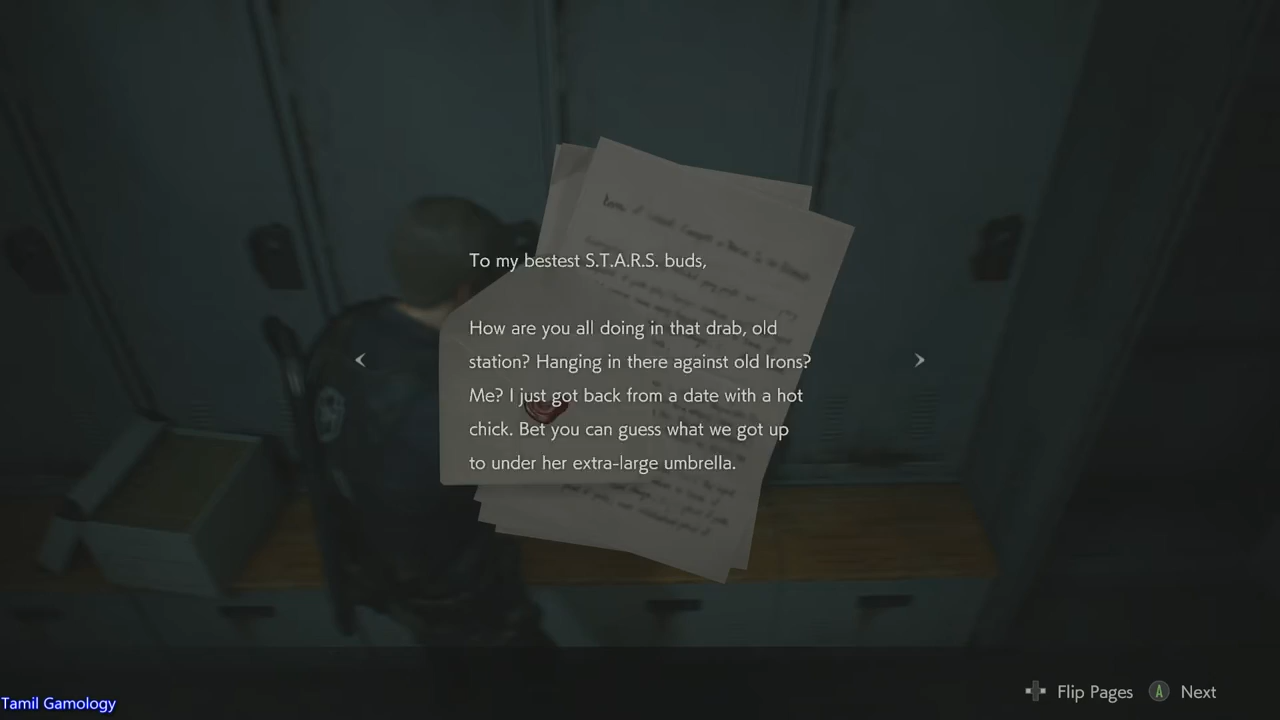 To my bestest S.T.A.R.S. buds,
How are you all doing in that drab, old
station? Hanging in there against old Irons?
Me? I just got back from a date with a hot
chick. Bet you can guess what we got up
to under her extra-large umbrella.
Flip Pages A Next
Tamil Gamology